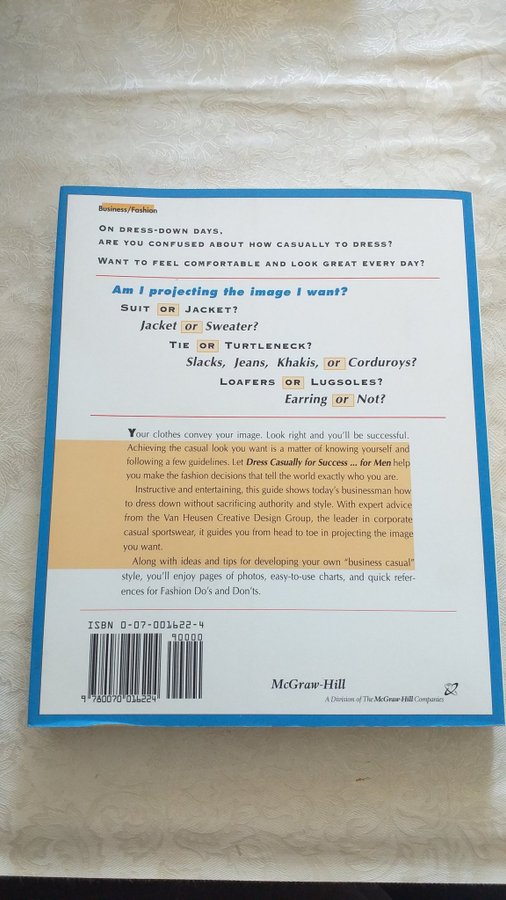 Business/Fashion
ON DRESS-DOWN DAYS,
ARE YOU CONFUSED ABOUT HOW CASUALLY TO DRESS?
WANT TO FEEL COMFORTABLE AND LOOK GREAT EVERY DAY?
Am I projecting the image I want?
SUIT OR JACKET?
Jacket or Sweater?
TIE OR TURTLENECK?
Slacks, Jeans, Khakis, or Corduroys?
LOAFERS OR LUGSOLES?
Earring or Not?
Your clothes convey your image. Look right and you'll be successful.
Achieving the casual look you want is a matter of knowing yourself and
following a few guidelines. Let Dress Casually for Success ... for Men help
you make the fashion decisions that tell the world exactly who you are.
Instructive and entertaining, this guide shows today's businessman how
to dress down without sacrificing authority and style. With expert advice
from the Van Heusen Creative Design Group, the leader in corporate
casual sportswear, it guides you from head to toe in projecting the image
you want.
Along with ideas and tips for developing your own "business casual"
style, you'll enjoy pages of photos, easy-to-use charts, and quick refer-
ences for Fashion Do's and Don'ts.
ISBN 0-07-001622-4
90000
9 780070 016224
McGraw-Hill
A Division of The McGraw-Hill Companies